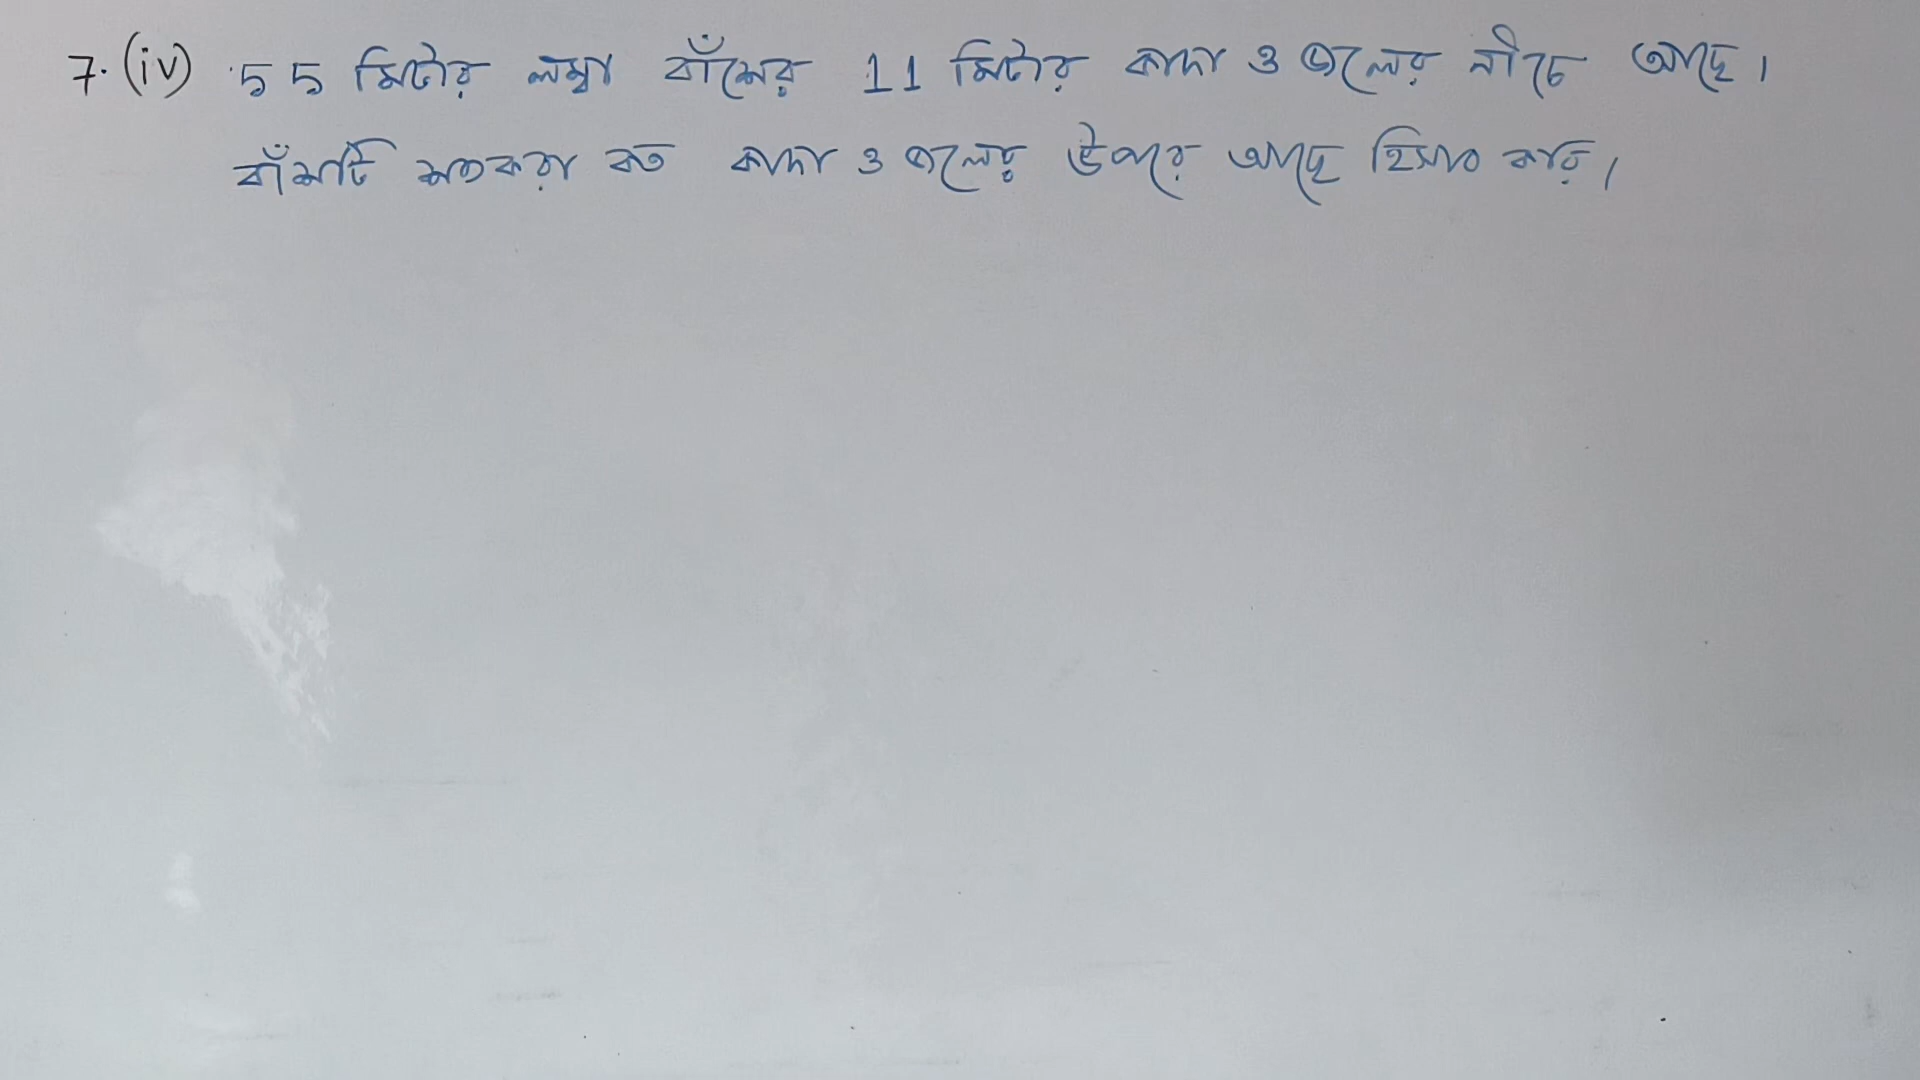 7. (iv) 55 মিটার লম্বা বাঁশের 11 মিটার কাদা ও জলের নীচে আছে।
বাঁশটি শতকরা কত কাদা ও জলের উপরে আছে হিসাব করি।